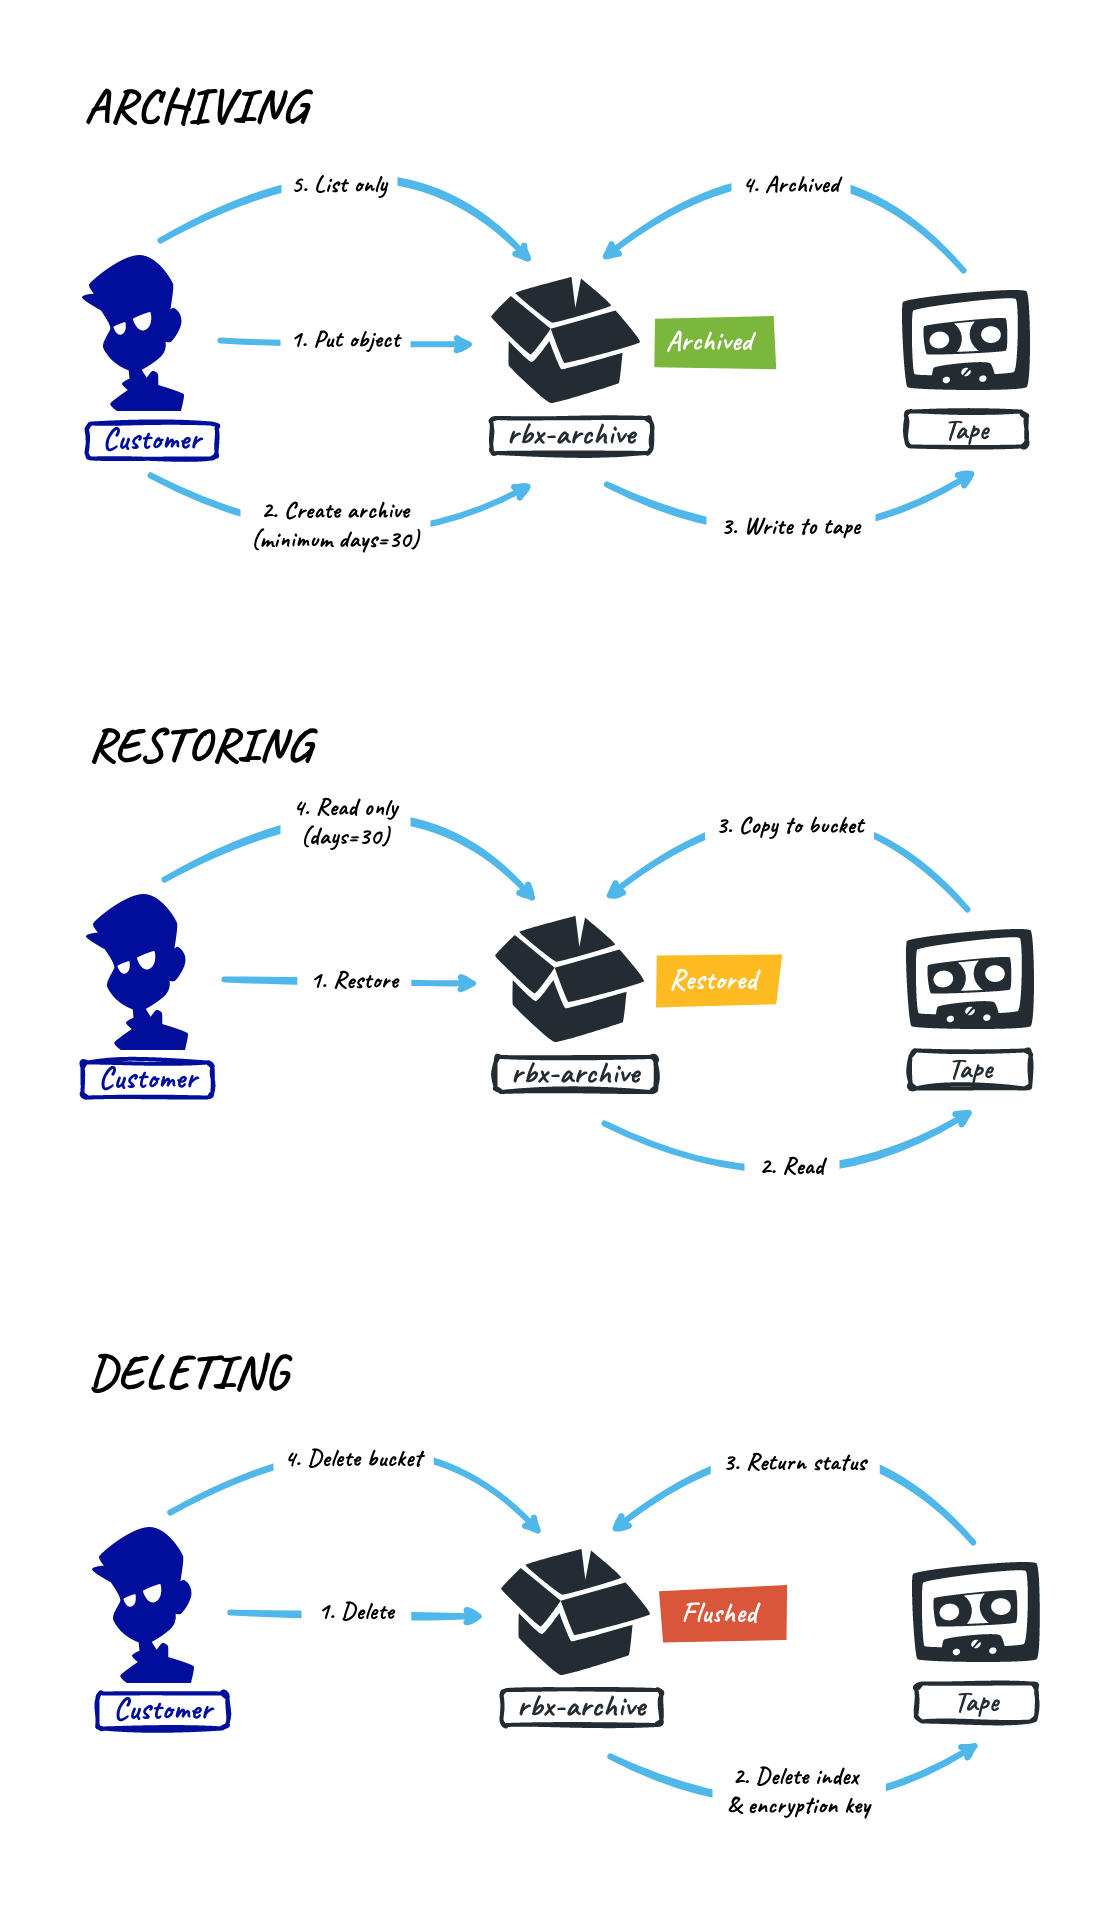 ARCHIVING
5. List only
4. Archived
1. Put object
Archived
Customer
rbx-archive
Tape
2. Create archive
(minimum days=30)
3. Write to tape
RESTORING
4. Read only
(days=30)
3. Copy to bucket
1. Restore
Restored
Customer
rbx-archive
Tape
2. Read
DELETING
4. Delete bucket
3. Return status
1. Delete
Flushed
Customer
rbx-archive
Tape
2. Delete index
& encryption key